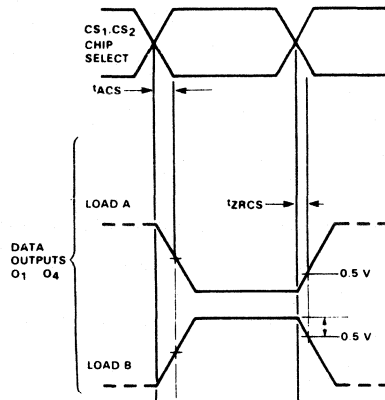 CS1.CS2
CHIP
SELECT
tACS
LOAD A
tZRCS
DATA
OUTPUTS
O1 O4
0.5 V
0.5 V
LOAD B